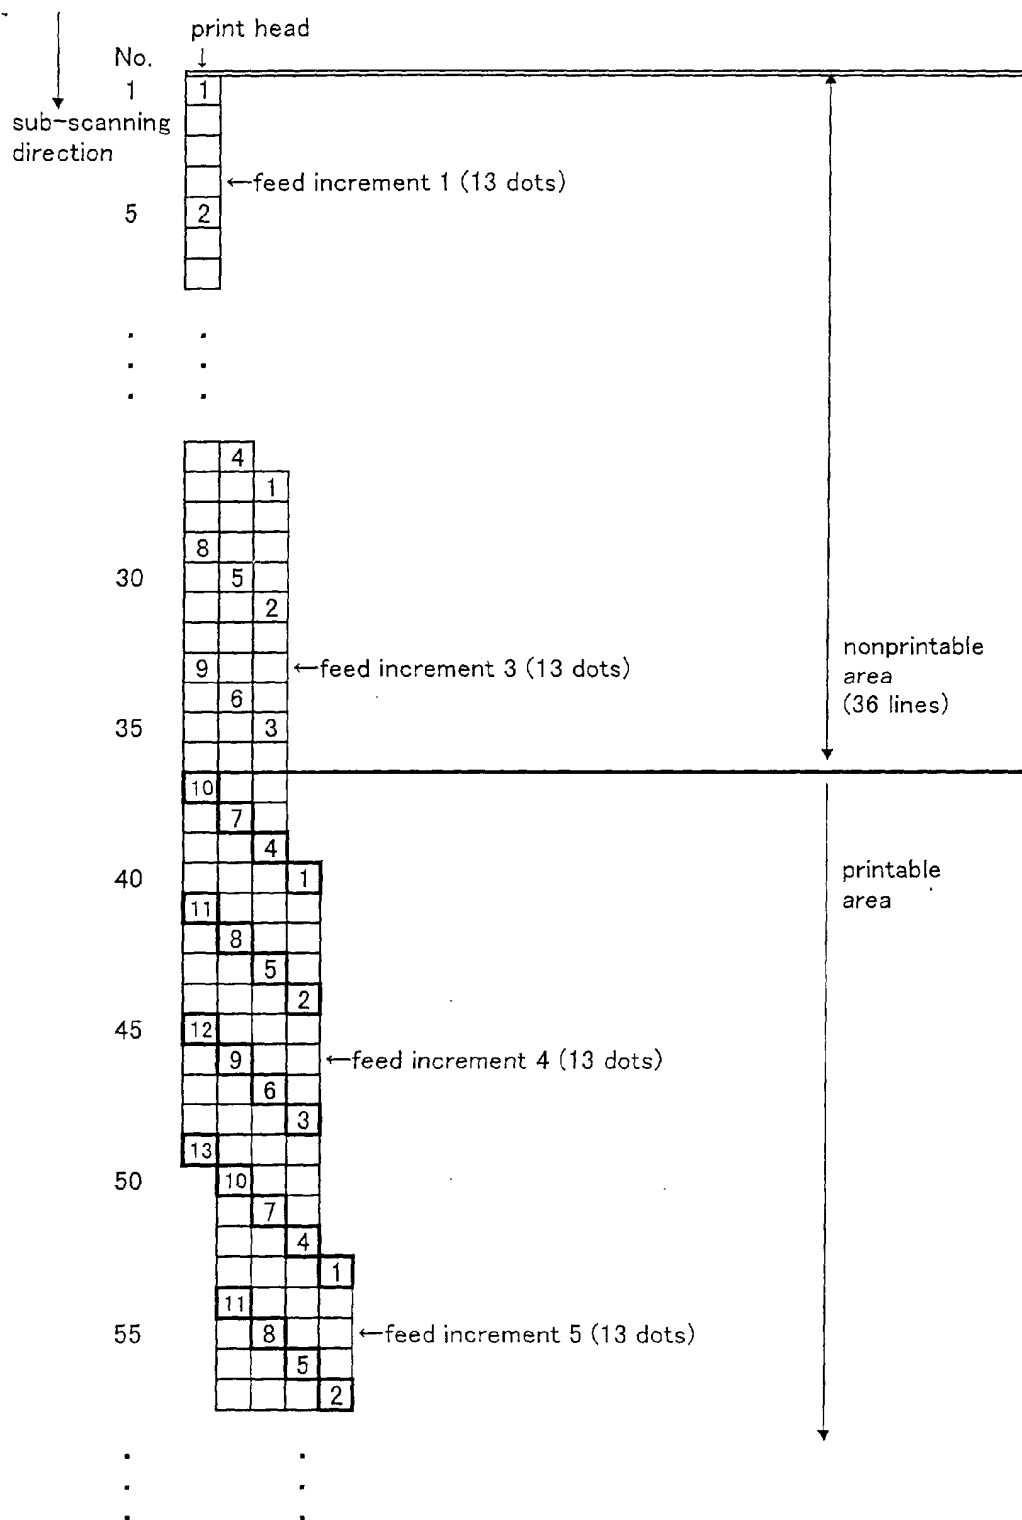 print head
No. ↓
1 1
sub-scanning
direction
←feed increment 1 (13 dots)
5 2
4
1
8
30 5
2
nonprintable
area
(36 lines)
9 ←feed increment 3 (13 dots)
6
35 3
10
7
4
40 1
printable
area
11
8
5
2
45 12
9 ←feed increment 4 (13 dots)
6
3
13
50 10
7
4
1
11
55 8 ←feed increment 5 (13 dots)
5
2